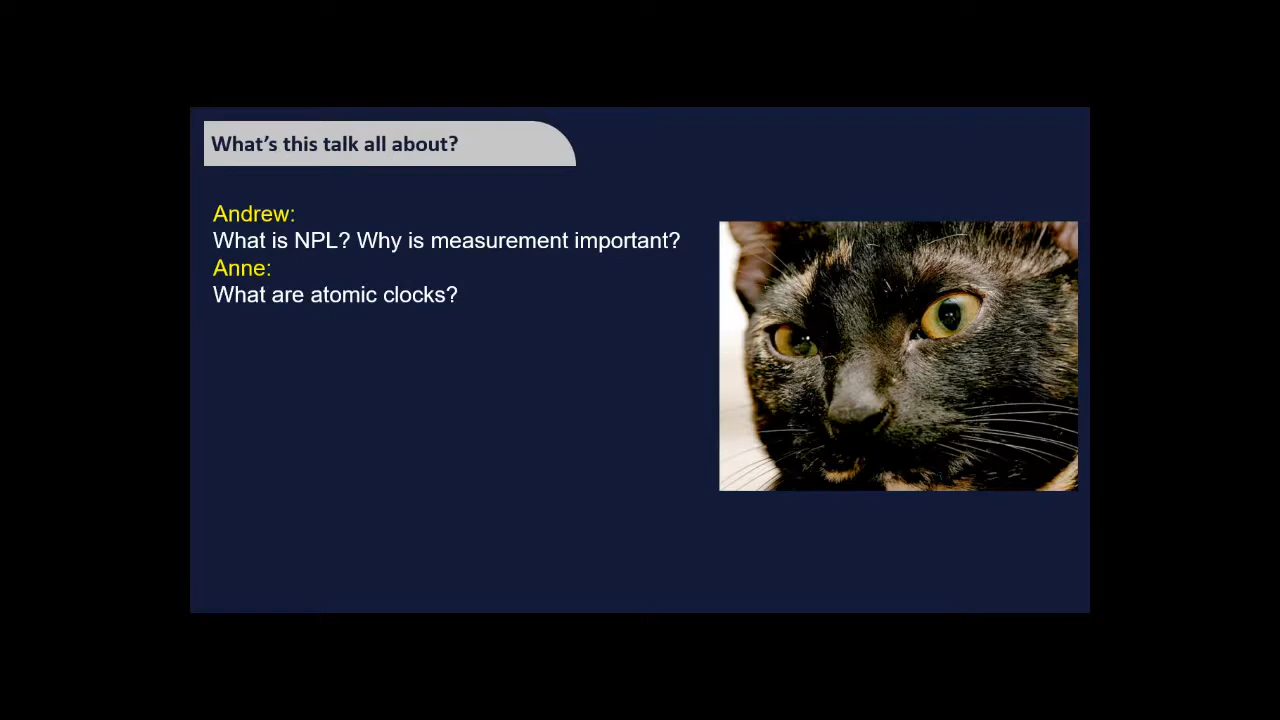 What’s this talk all about?
Andrew:
What is NPL? Why is measurement important?
Anne:
What are atomic clocks?